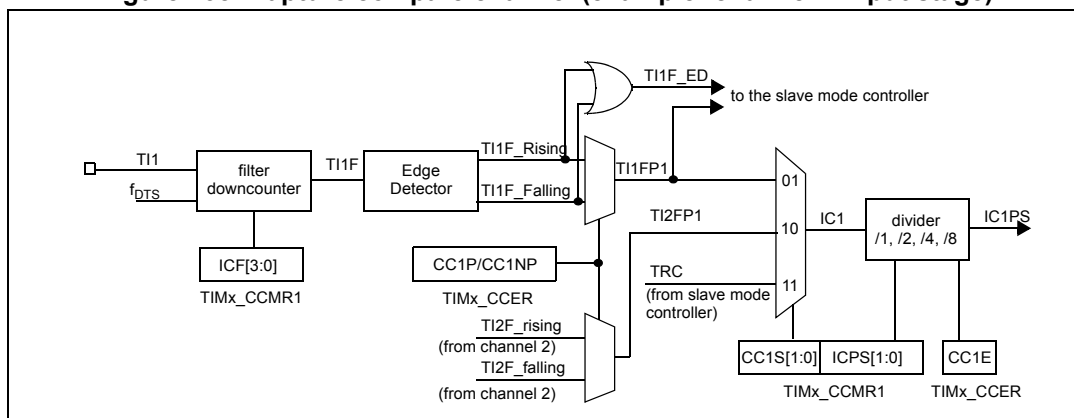 TI1F_ED
to the slave mode controller
TI1
fDTS
filter
downcounter
TI1F
Edge
Detector
TI1F_Rising
TI1F_Falling
TI1FP1
01
TI2FP1
10
IC1
divider
/1, /2, /4, /8
IC1PS
ICF[3:0]
TIMx_CCMR1
CC1P/CC1NP
TIMx_CCER
TRC
11
(from slave mode
controller)
TI2F_rising
(from channel 2)
TI2F_falling
(from channel 2)
CC1S[1:0]
ICPS[1:0]
CC1E
TIMx_CCMR1
TIMx_CCER